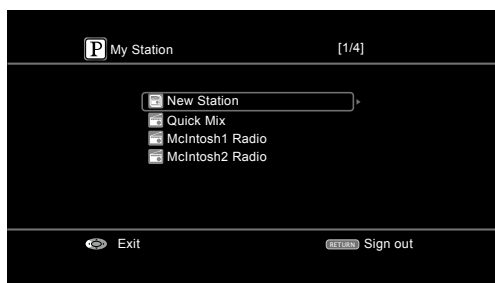 P My Station [1/4]
New Station
Quick Mix
McIntosh1 Radio
McIntosh2 Radio
Exit RETURN Sign out